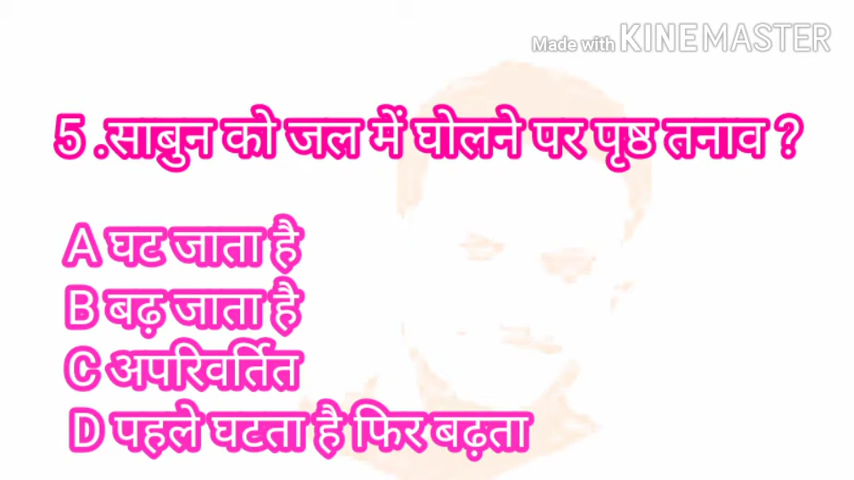 Made with KINEMASTER
5 .साबुन को जल में घोलने पर पृष्ठ तनाव ?
A घट जाता है
B बढ़ जाता है
C अपरिवर्तित
D पहले घटता है फिर बढ़ता